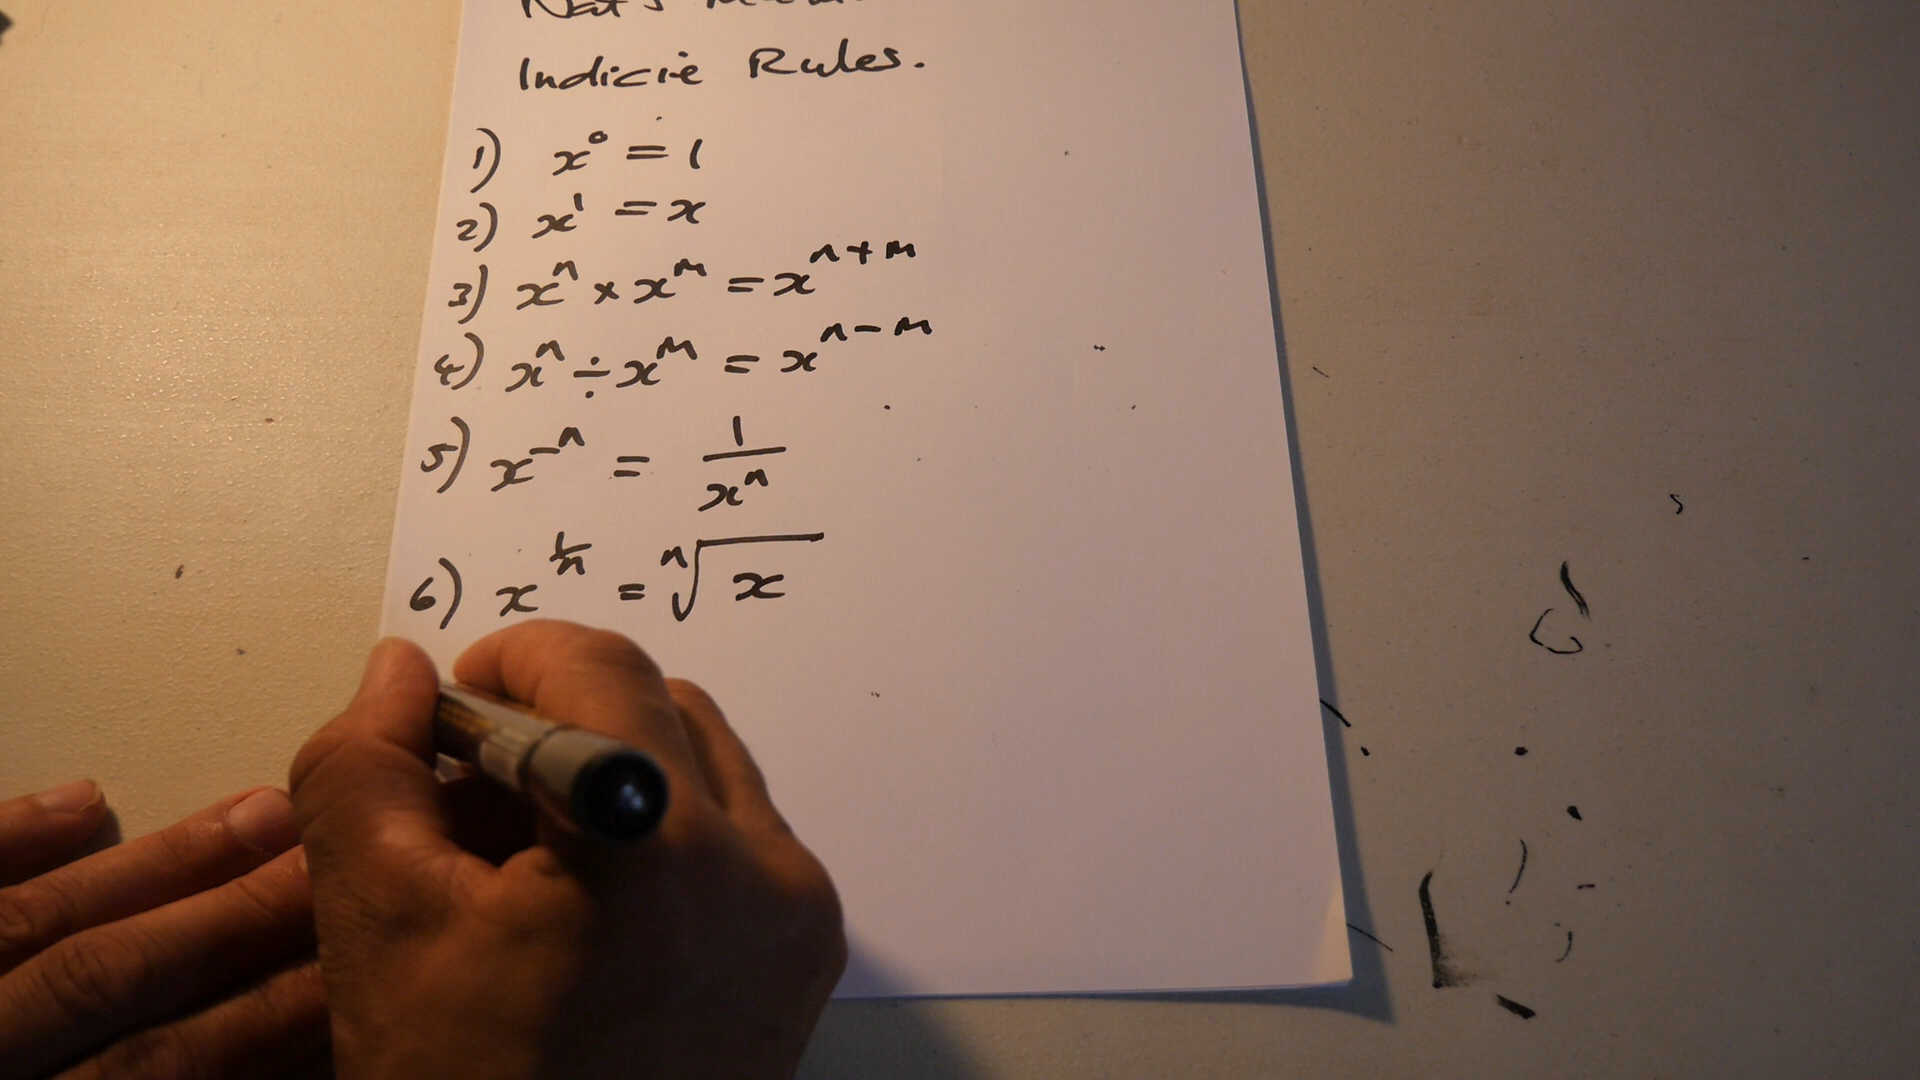 Nat's
Indicie Rules.
1) x⁰ = 1
2) x¹ = x
3) xⁿ × xᵐ = xⁿ⁺ᵐ
4) xⁿ ÷ xᵐ = xⁿ⁻ᵐ
5) x⁻ⁿ = 1/xⁿ
6) x^(1/n) = ⁿ√x